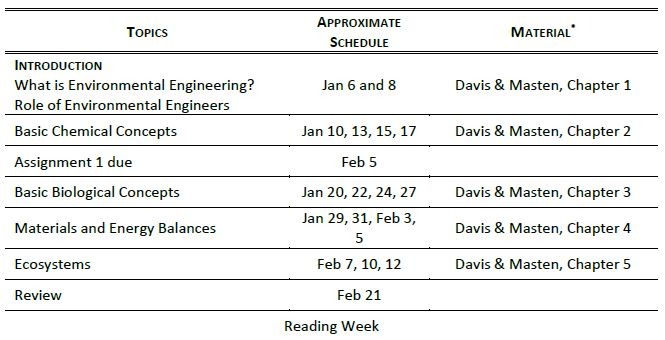 TOPICS APPROXIMATE SCHEDULE MATERIAL*
INTRODUCTION
What is Environmental Engineering? Jan 6 and 8 Davis & Masten, Chapter 1
Role of Environmental Engineers
Basic Chemical Concepts Jan 10, 13, 15, 17 Davis & Masten, Chapter 2
Assignment 1 due Feb 5
Basic Biological Concepts Jan 20, 22, 24, 27 Davis & Masten, Chapter 3
Materials and Energy Balances Jan 29, 31, Feb 3, 5 Davis & Masten, Chapter 4
Ecosystems Feb 7, 10, 12 Davis & Masten, Chapter 5
Review Feb 21
Reading Week